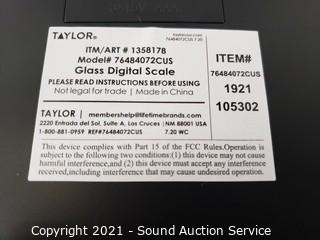 TAYLOR®
taylorusa.com
76484072CUS 7.20
ITM/ART # 1358178
Model# 76484072CUS
Glass Digital Scale
PLEASE READ INSTRUCTIONS BEFORE USING
Not legal for trade | Made in China
ITEM#
76484072CUS
1921
105302
TAYLOR | membershelp@lifetimebrands.com
2220 Entrada del Sol, Suite A, Las Cruces | NM 88001 USA
1-800-881-0959 REF#76484072CUS 7.20 WC
This device complies with Part 15 of the FCC Rules.Operation is
subject to the following two conditions:(1) this device may not cause
harmful interference,and (2) this device must accept any interference
received,including interference that may cause undesired operation.
Copyright 2021 - Sound Auction Service